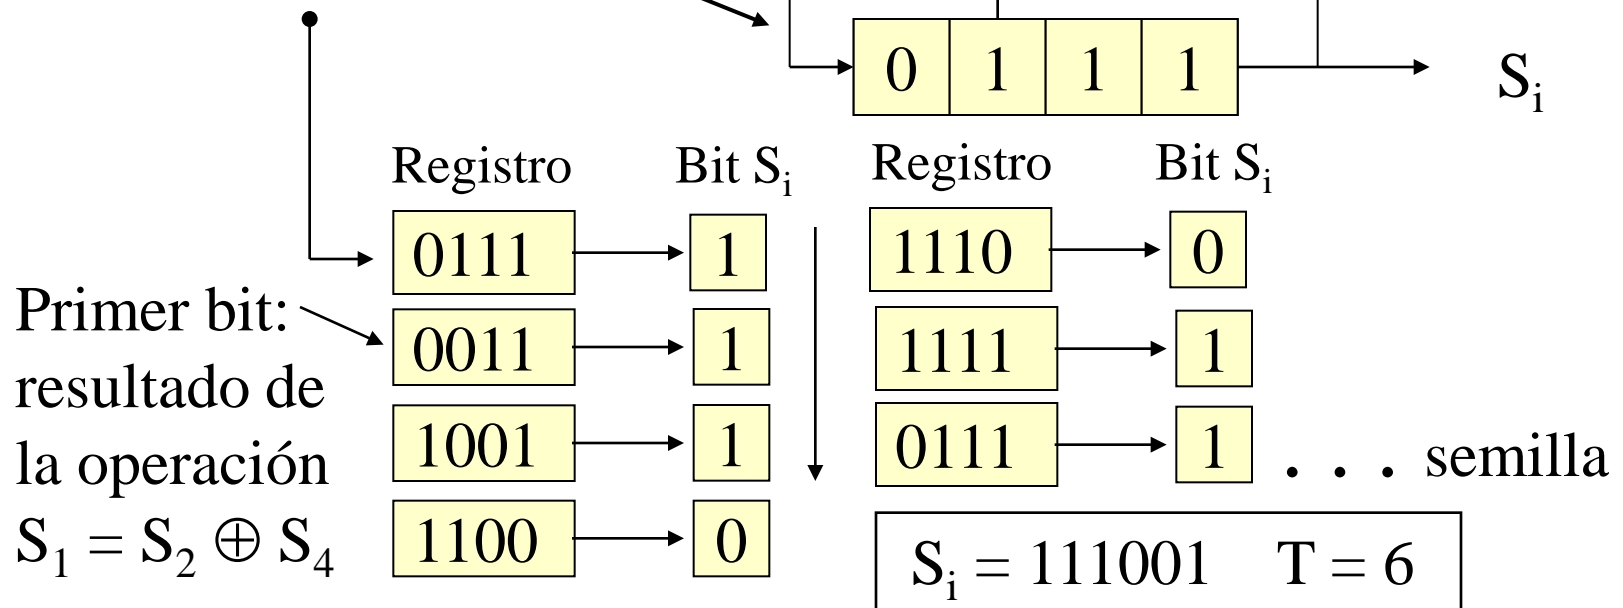 0 1 1 1
Sᵢ
Registro Bit Sᵢ Registro Bit Sᵢ
0111 1 1110 0
Primer bit:
0011 1 1111 1
resultado de
1001 1 0111 1 . . . semilla
la operación
1100 0
S₁ = S₂ ⊕ S₄
Sᵢ = 111001 T = 6